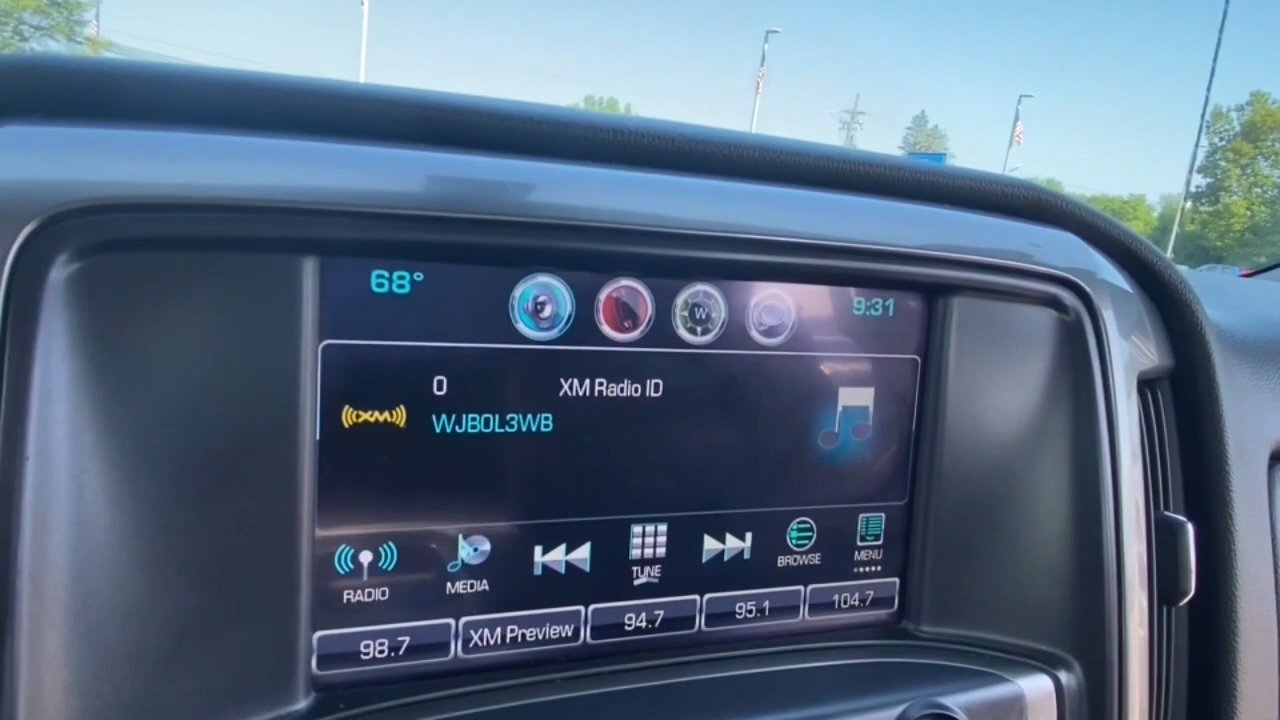 68°
W
9:31
0 XM Radio ID
((XM))
WJB0L3WB
RADIO
MEDIA
TUNE
BROWSE
MENU
98.7
XM Preview
94.7
95.1
104.7